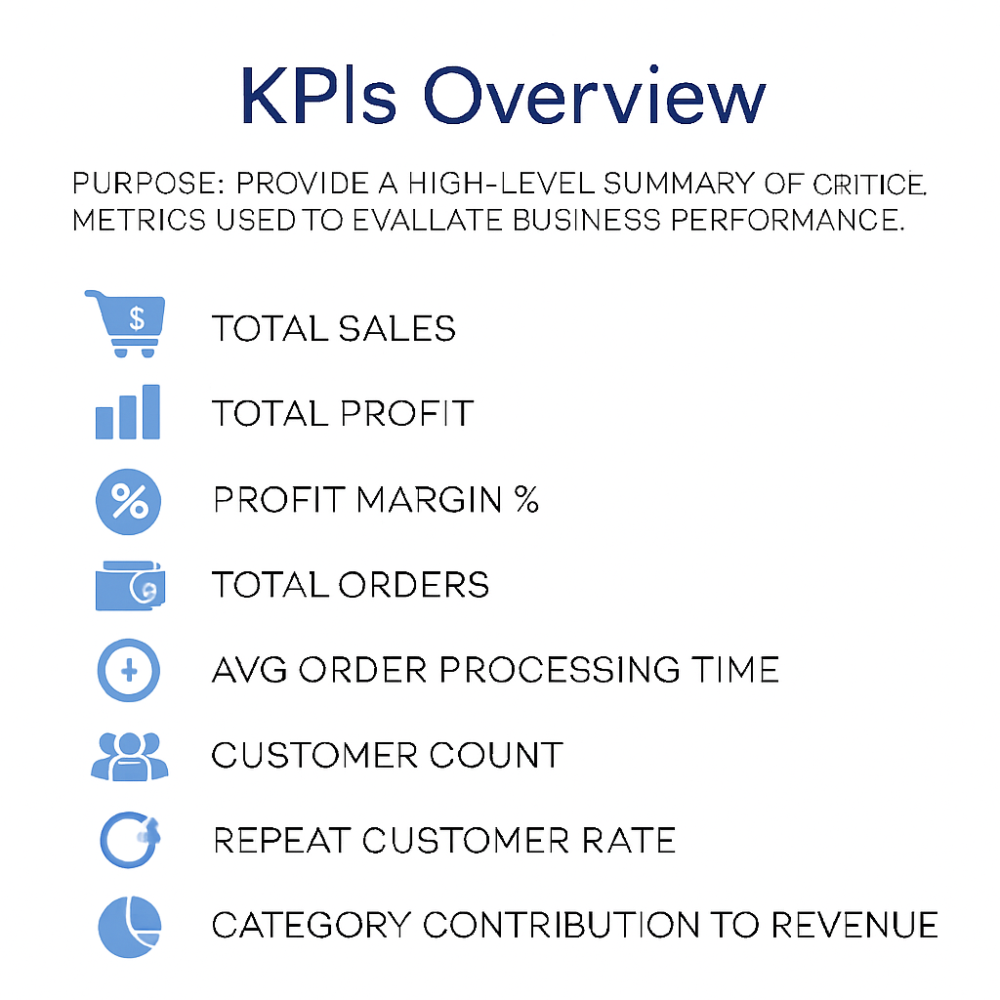 KPIs Overview
PURPOSE: PROVIDE A HIGH-LEVEL SUMMARY OF CRITICE.
METRICS USED TO EVALLATE BUSINESS PERFORMANCE.
$
TOTAL SALES
TOTAL PROFIT
%
PROFIT MARGIN %
TOTAL ORDERS
+
AVG ORDER PROCESSING TIME
CUSTOMER COUNT
REPEAT CUSTOMER RATE
CATEGORY CONTRIBUTION TO REVENUE